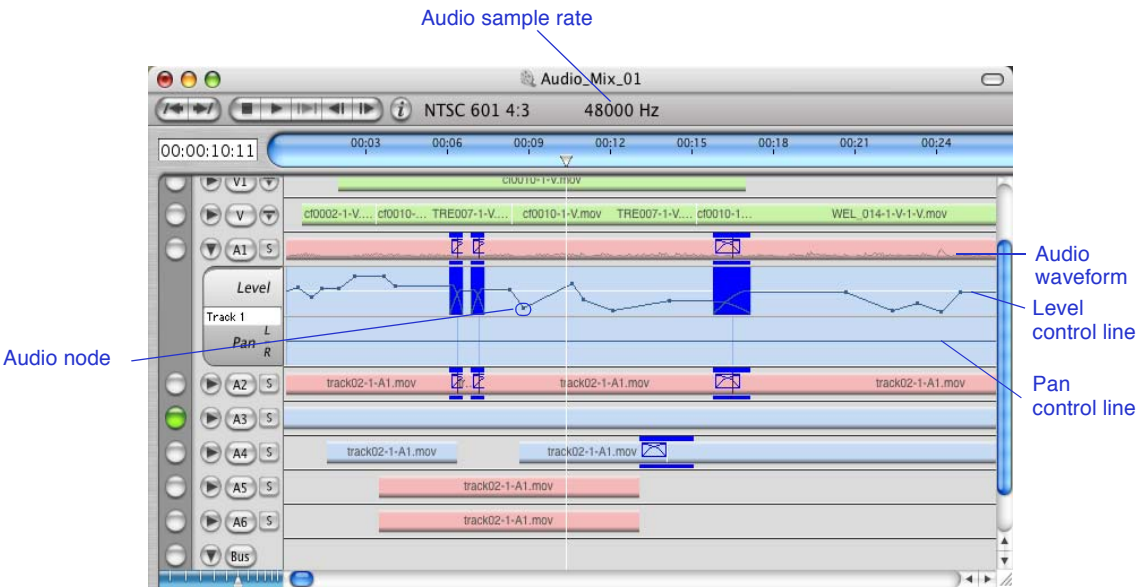 Audio sample rate
Audio_Mix_01
NTSC 601 4:3 48000 Hz
00:00:10:11
00:03 00:06 00:09 00:12 00:15 00:18 00:21 00:24
V1 cf0010-1-V.mov
V cf0002-1-V.... cf0010-... TRE007-1-V.... cf0010-1-V.mov TRE007-1-V.... cf0010-1... WEL_014-1-V-1-V.mov
A1 S
Audio waveform
Level
Level control line
Track 1
L
Pan
R
Audio node
Pan control line
A2 S track02-1-A1.mov track02-1-A1.mov track02-1-A1.mov
A3 S
A4 S track02-1-A1.mov track02-1-A1.mov
A5 S track02-1-A1.mov
A6 S track02-1-A1.mov
Bus